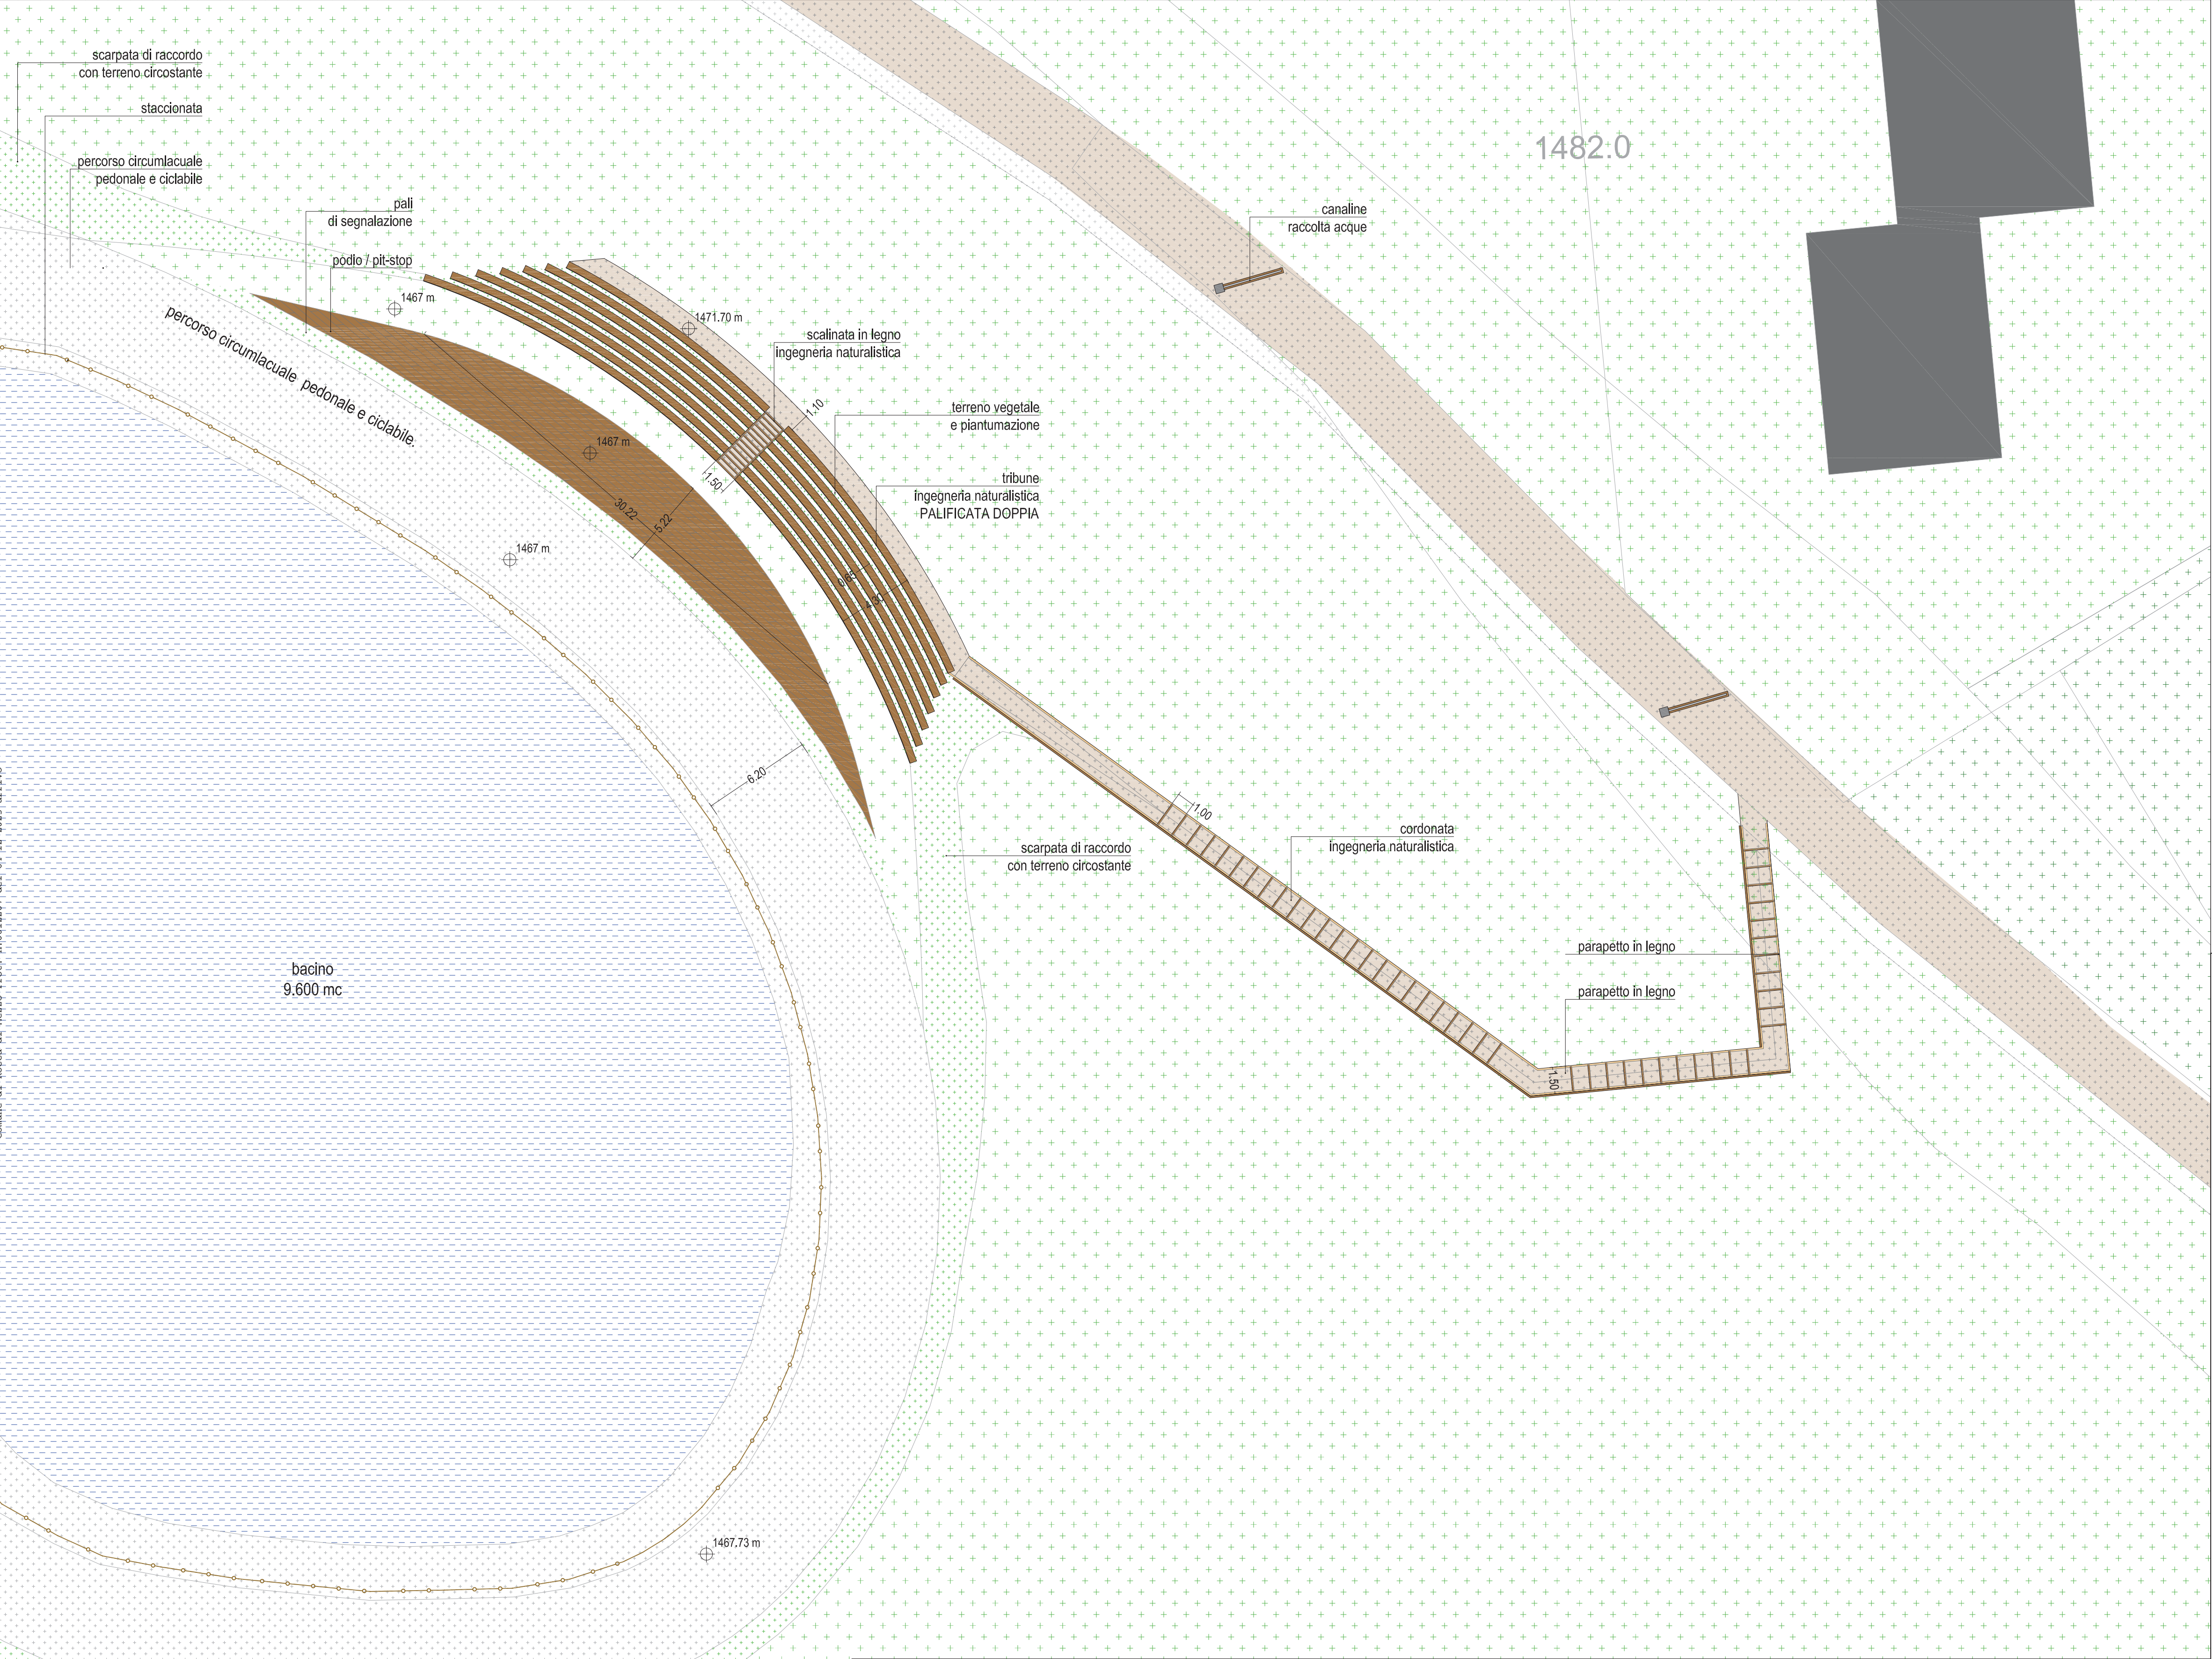 scarpata di raccordo
con terreno circostante
staccionata
percorso circumlacuale
pedonale e ciclabile
pali
di segnalazione
podio / pit-stop
1467 m
percorso circumlacuale pedonale e ciclabile.
1471.70 m
scalinata in legno
ingegneria naturalistica
1.10
terreno vegetale
e piantumazione
1467 m
1.50
tribune
ingegneria naturalistica
PALIFICATA DOPPIA
30.22
5.22
1467 m
0.65
4.30
6.20
canaline
raccolta acque
1482.0
1.00
cordonata
ingegneria naturalistica
scarpata di raccordo
con terreno circostante
parapetto in legno
parapetto in legno
1.50
bacino
9.600 mc
1467.73 m